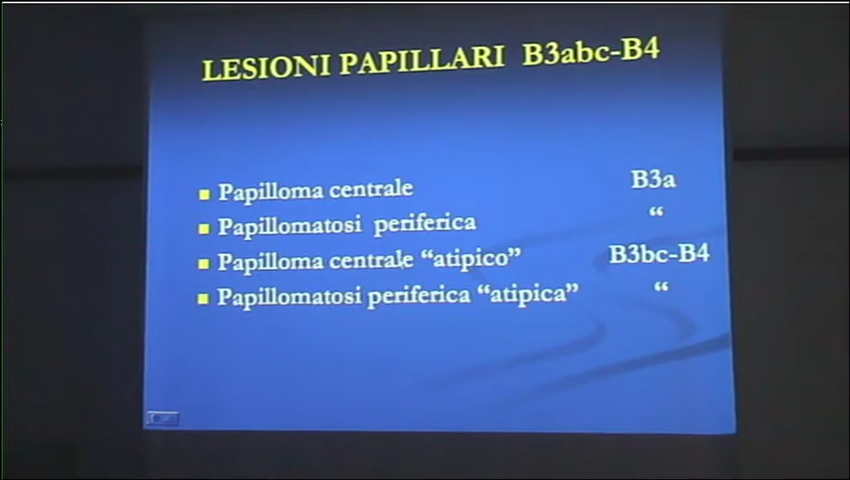 LESIONI PAPILLARI B3abc-B4
Papilloma centrale B3a
Papillomatosi periferica “
Papilloma centrale “atipico” B3bc-B4
Papillomatosi periferica “atipica” “